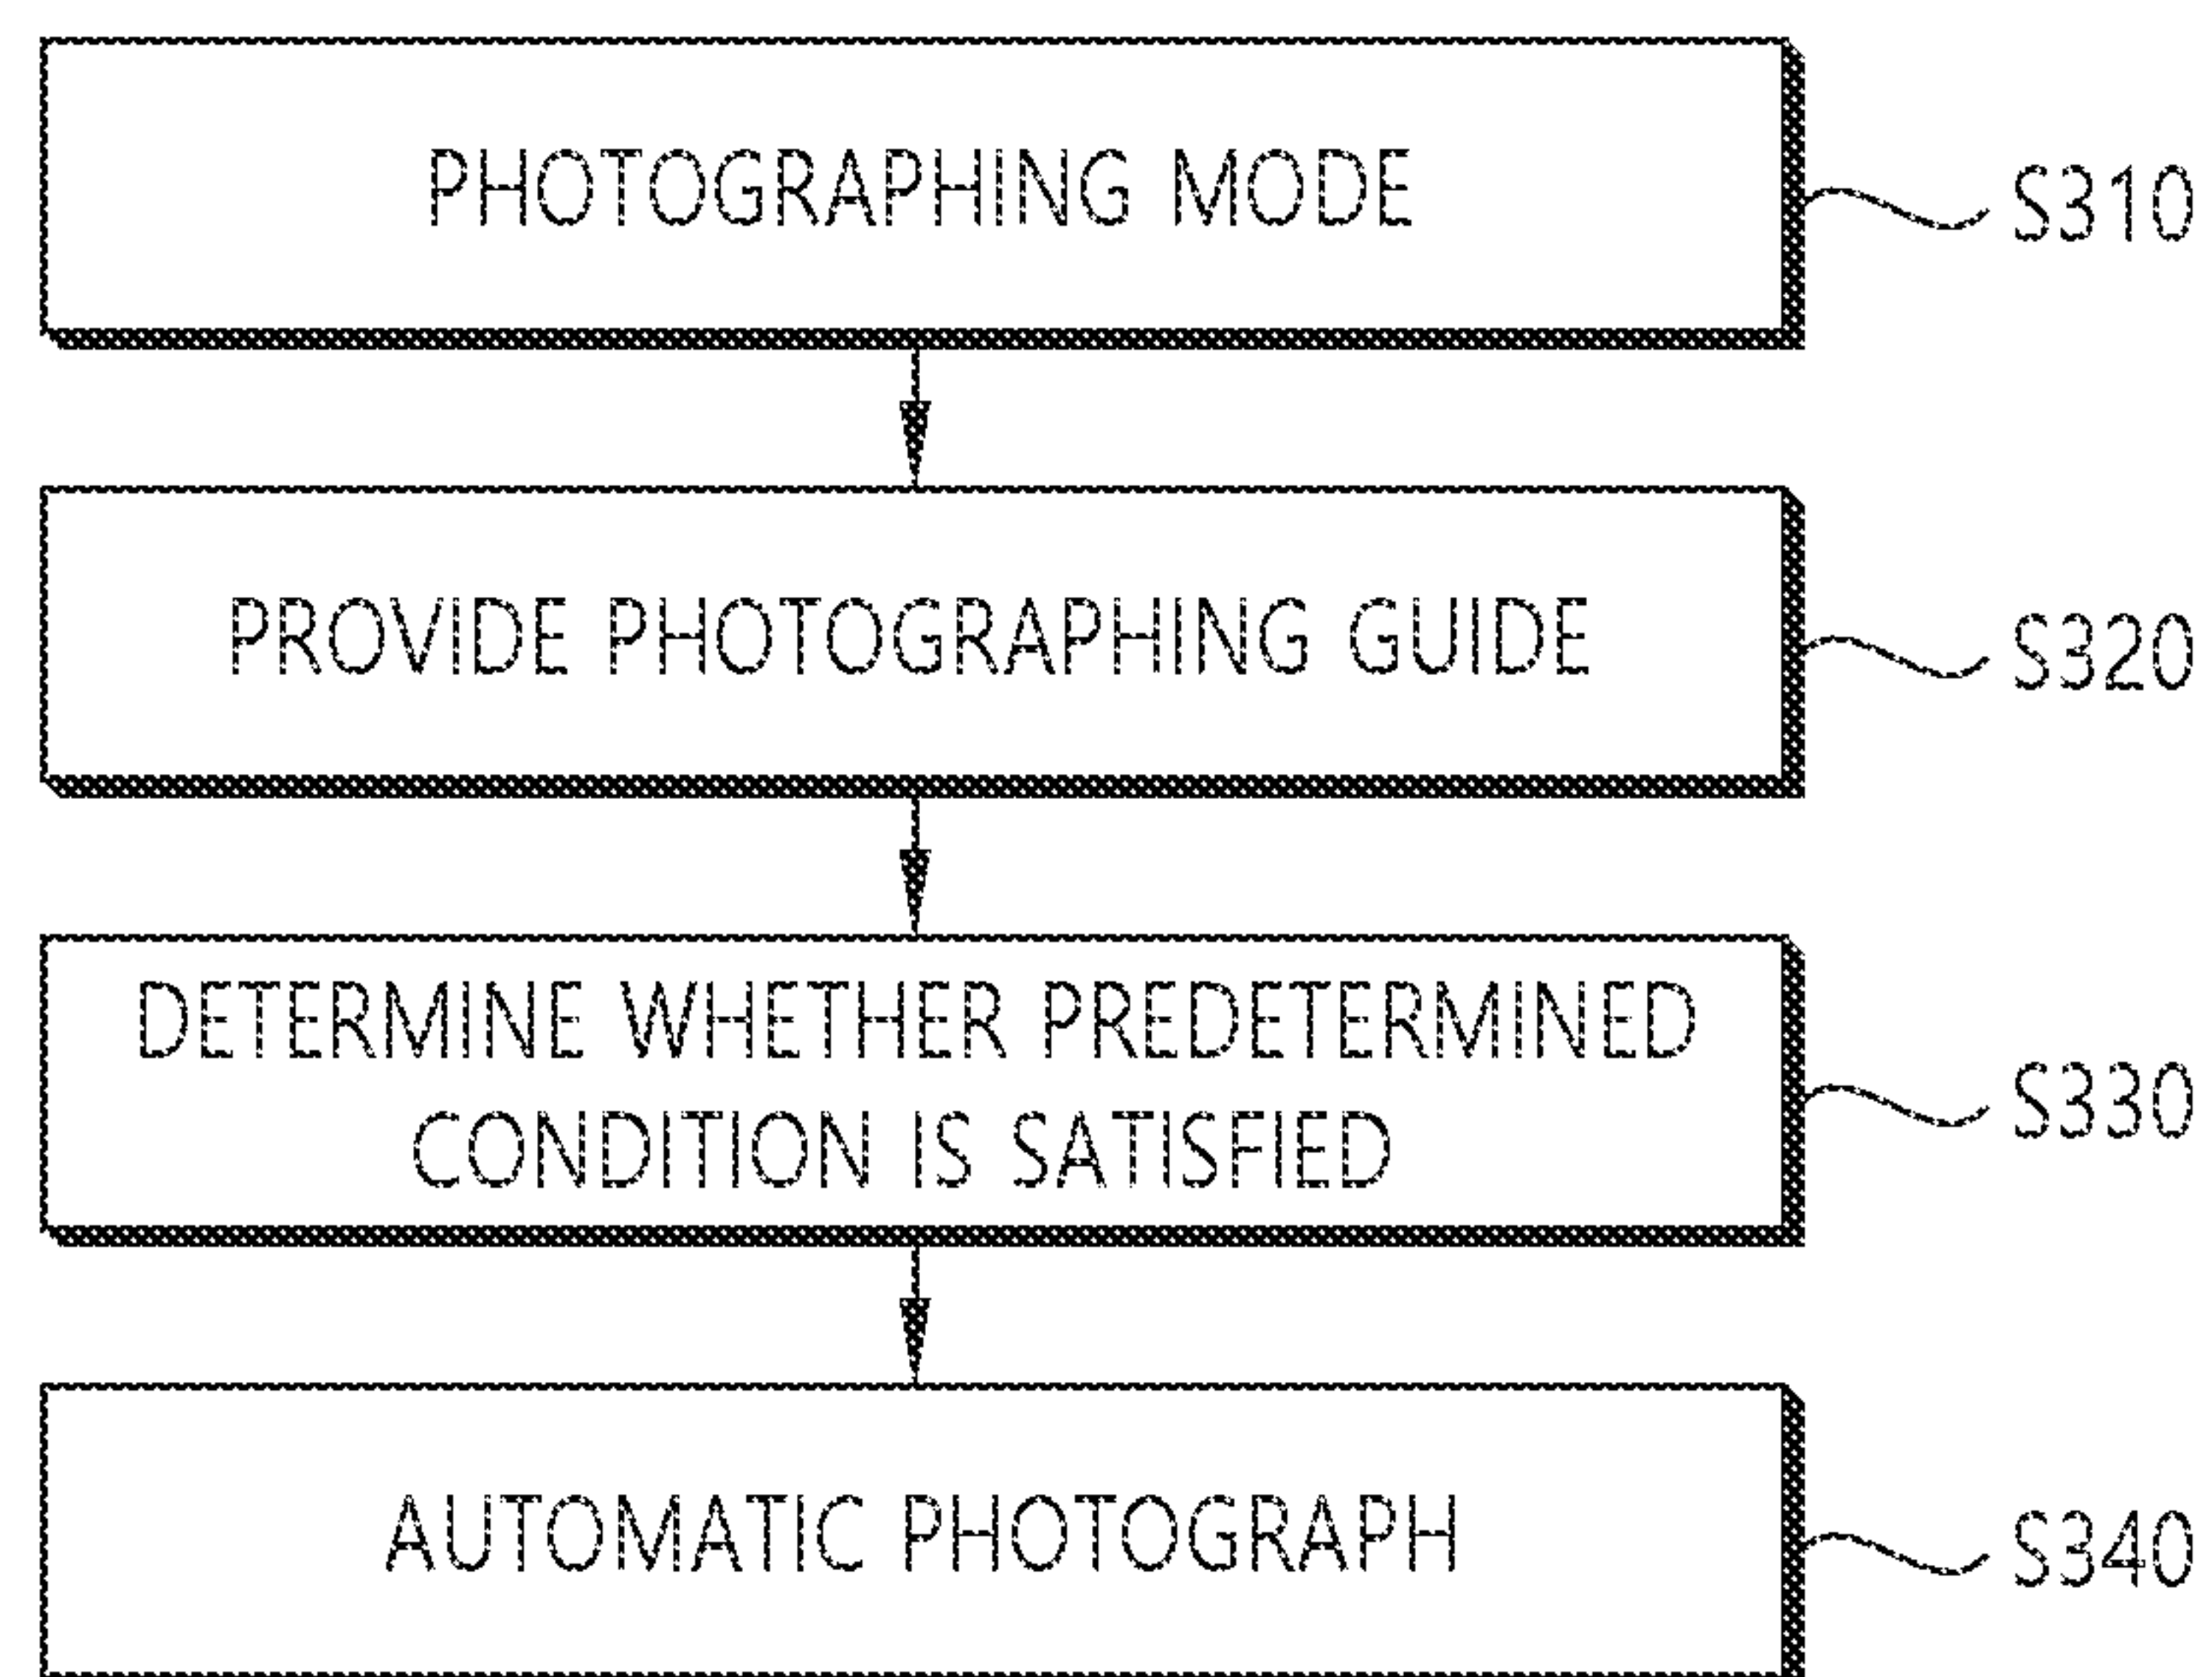 PHOTOGRAPHING MODE
S310
PROVIDE PHOTOGRAPHING GUIDE
S320
DETERMINE WHETHER PREDETERMINED
CONDITION IS SATISFIED
S330
AUTOMATIC PHOTOGRAPH
S340